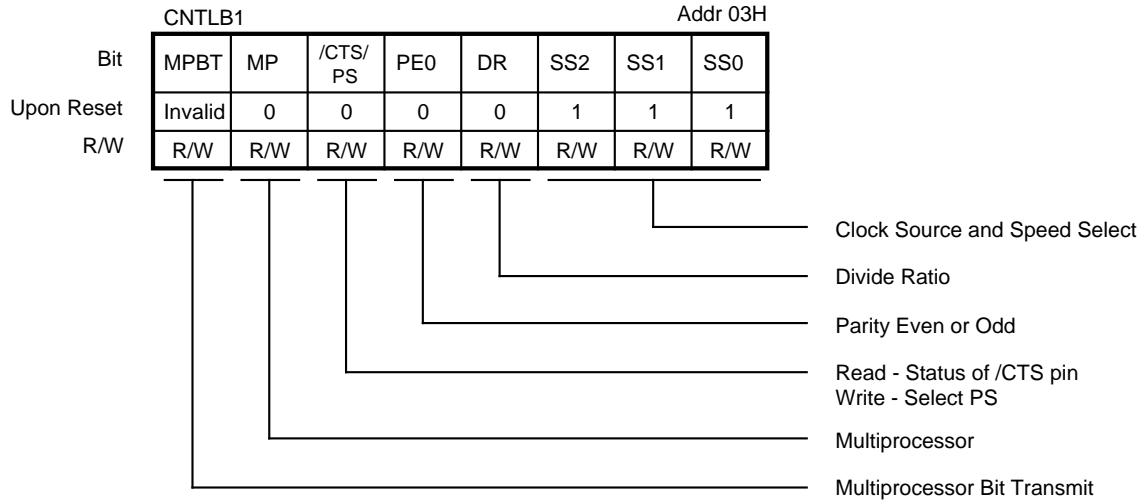 CNTLB1 Addr 03H
Bit MPBT MP /CTS/ PE0 DR SS2 SS1 SS0
PS
Upon Reset Invalid 0 0 0 0 1 1 1
R/W R/W R/W R/W R/W R/W R/W R/W R/W
Clock Source and Speed Select
Divide Ratio
Parity Even or Odd
Read - Status of /CTS pin
Write - Select PS
Multiprocessor
Multiprocessor Bit Transmit